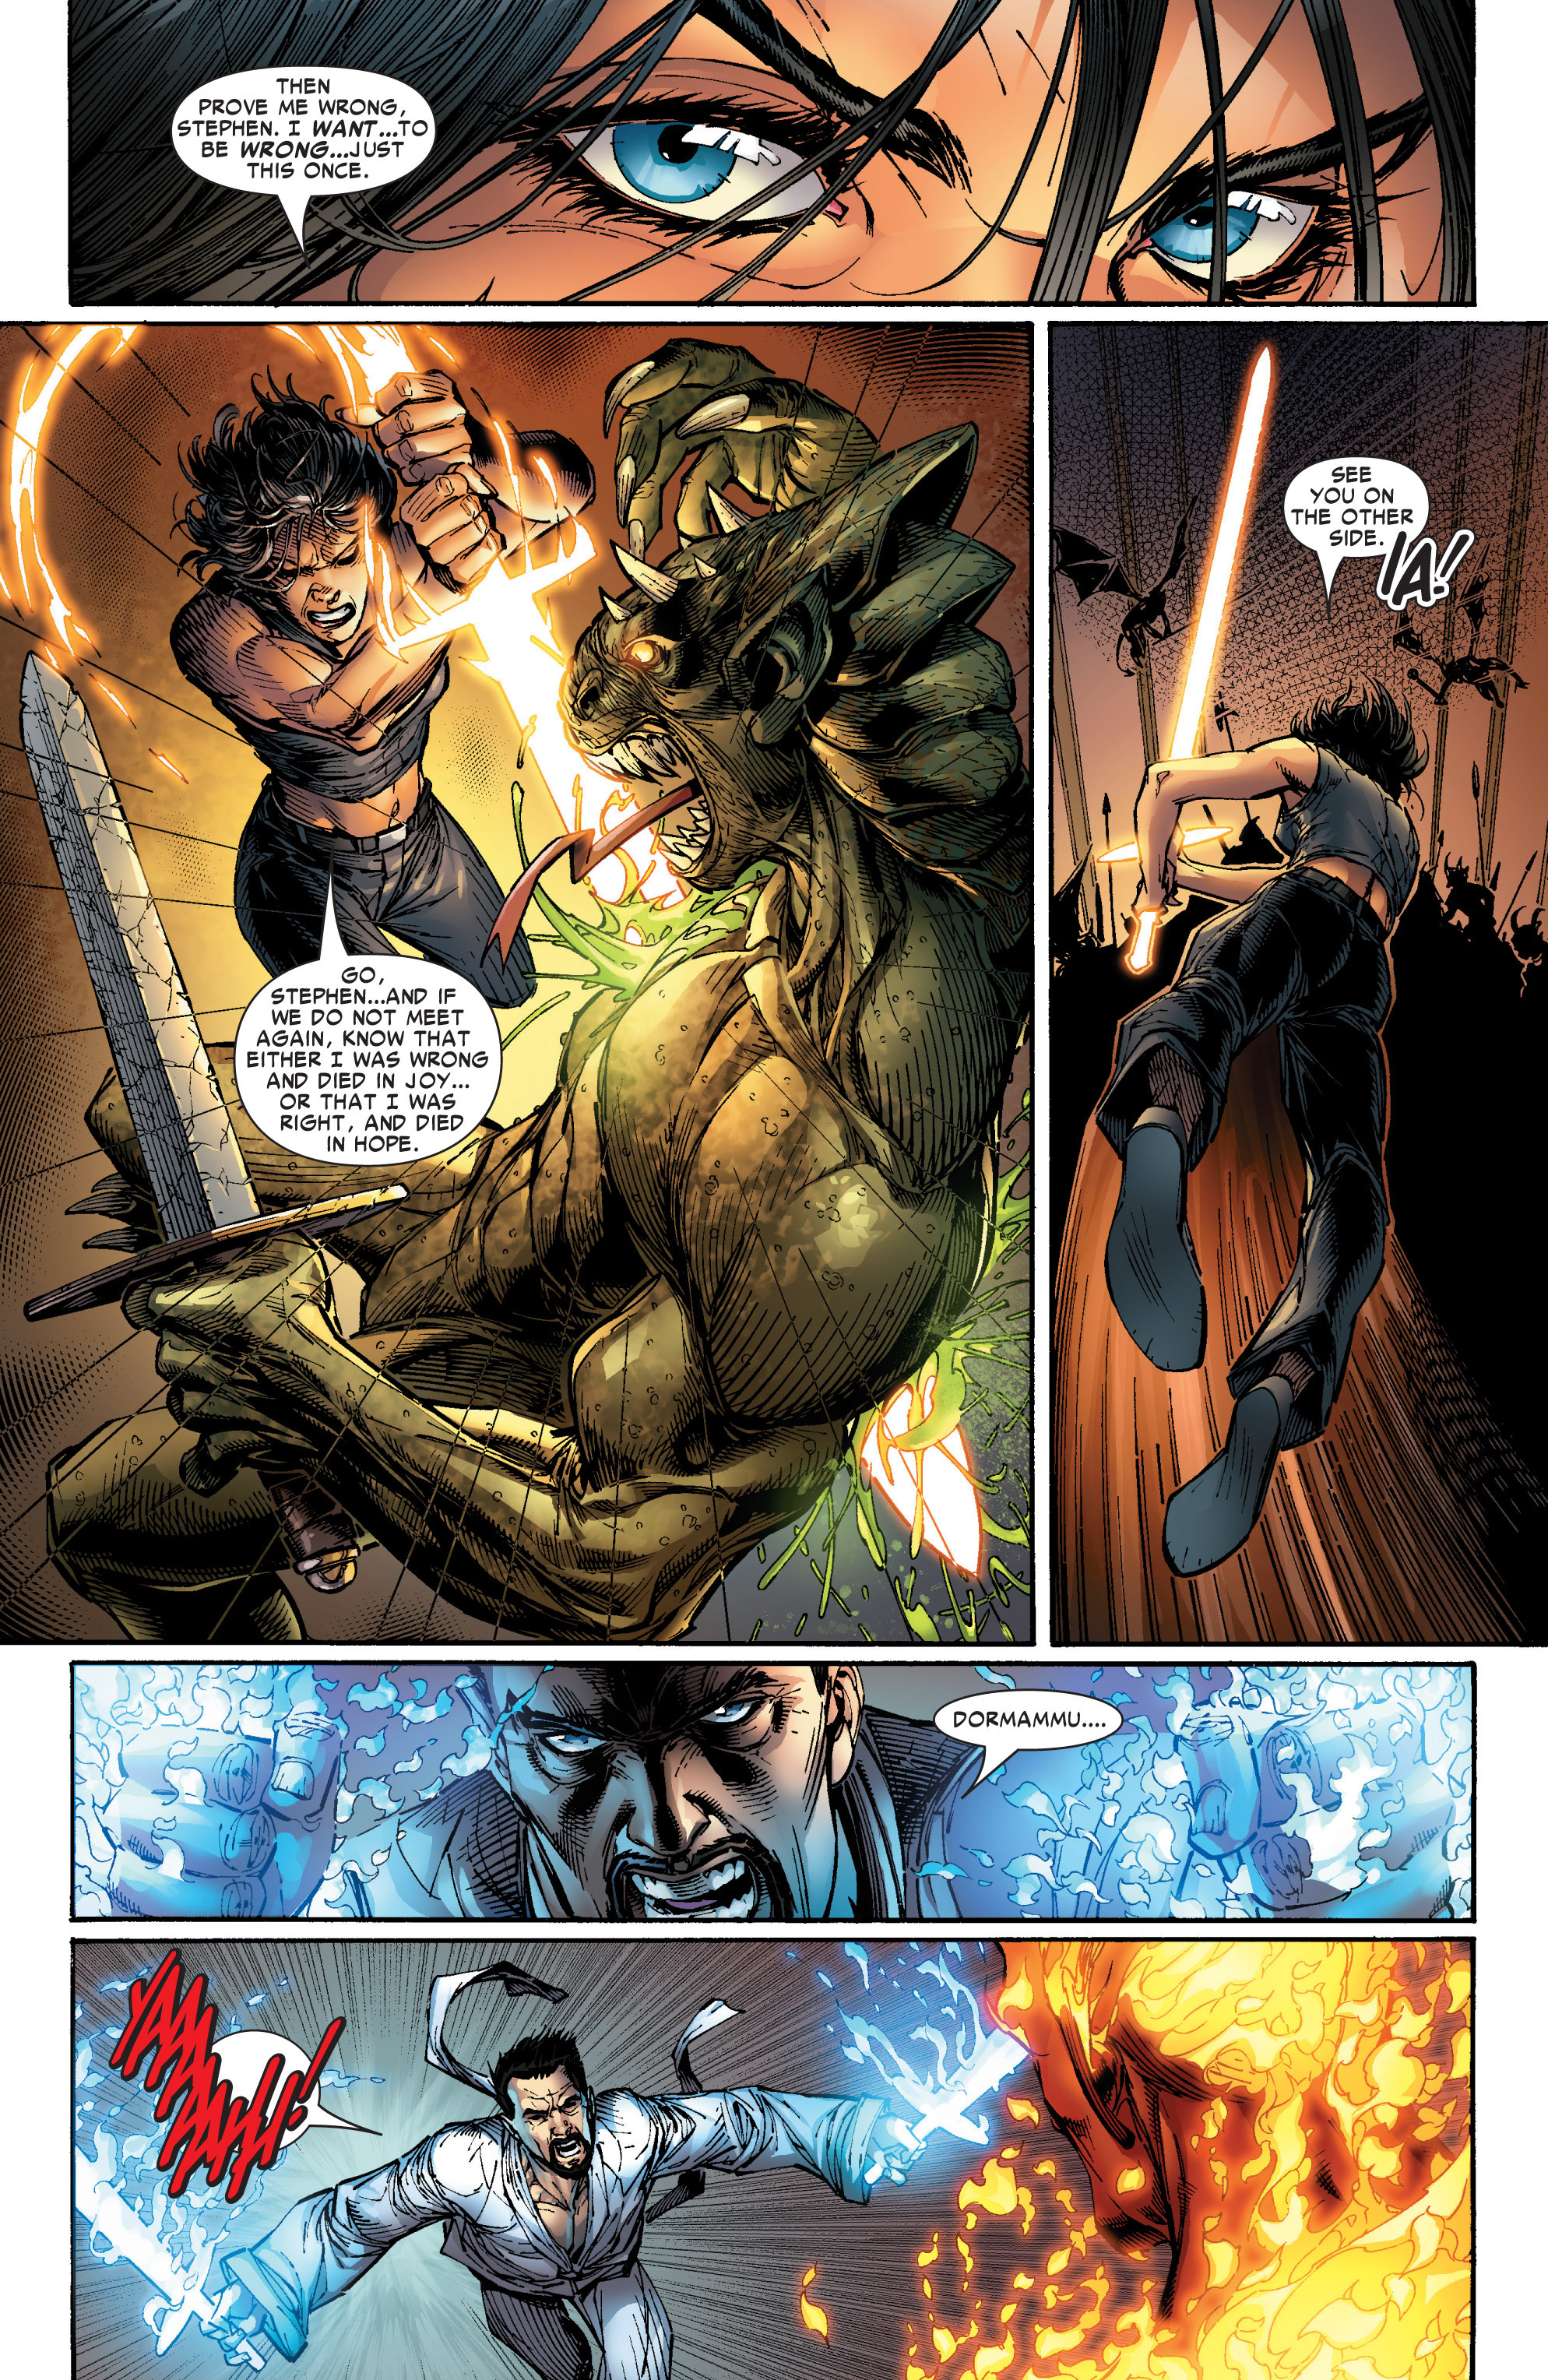 THEN
PROVE ME WRONG,
STEPHEN. I WANT...TO
BE WRONG...JUST
THIS ONCE.
GO,
STEPHEN...AND IF
WE DO NOT MEET
AGAIN, KNOW THAT
EITHER I WAS WRONG
AND DIED IN JOY...
OR THAT I WAS
RIGHT, AND DIED
IN HOPE.
SEE
YOU ON
THE OTHER
SIDE.
IA!
DORMAMMU....